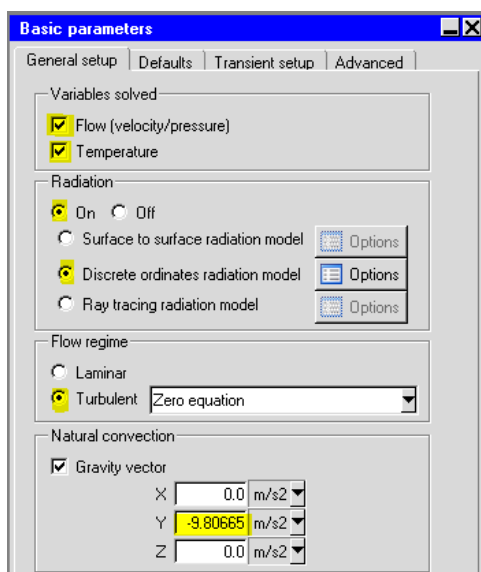 Basic parameters
General setup Defaults Transient setup Advanced
Variables solved
Flow (velocity/pressure)
Temperature
Radiation
On Off
Surface to surface radiation model Options
Discrete ordinates radiation model Options
Ray tracing radiation model Options
Flow regime
Laminar
Turbulent Zero equation
Natural convection
Gravity vector
X 0.0 m/s2
Y -9.80665 m/s2
Z 0.0 m/s2